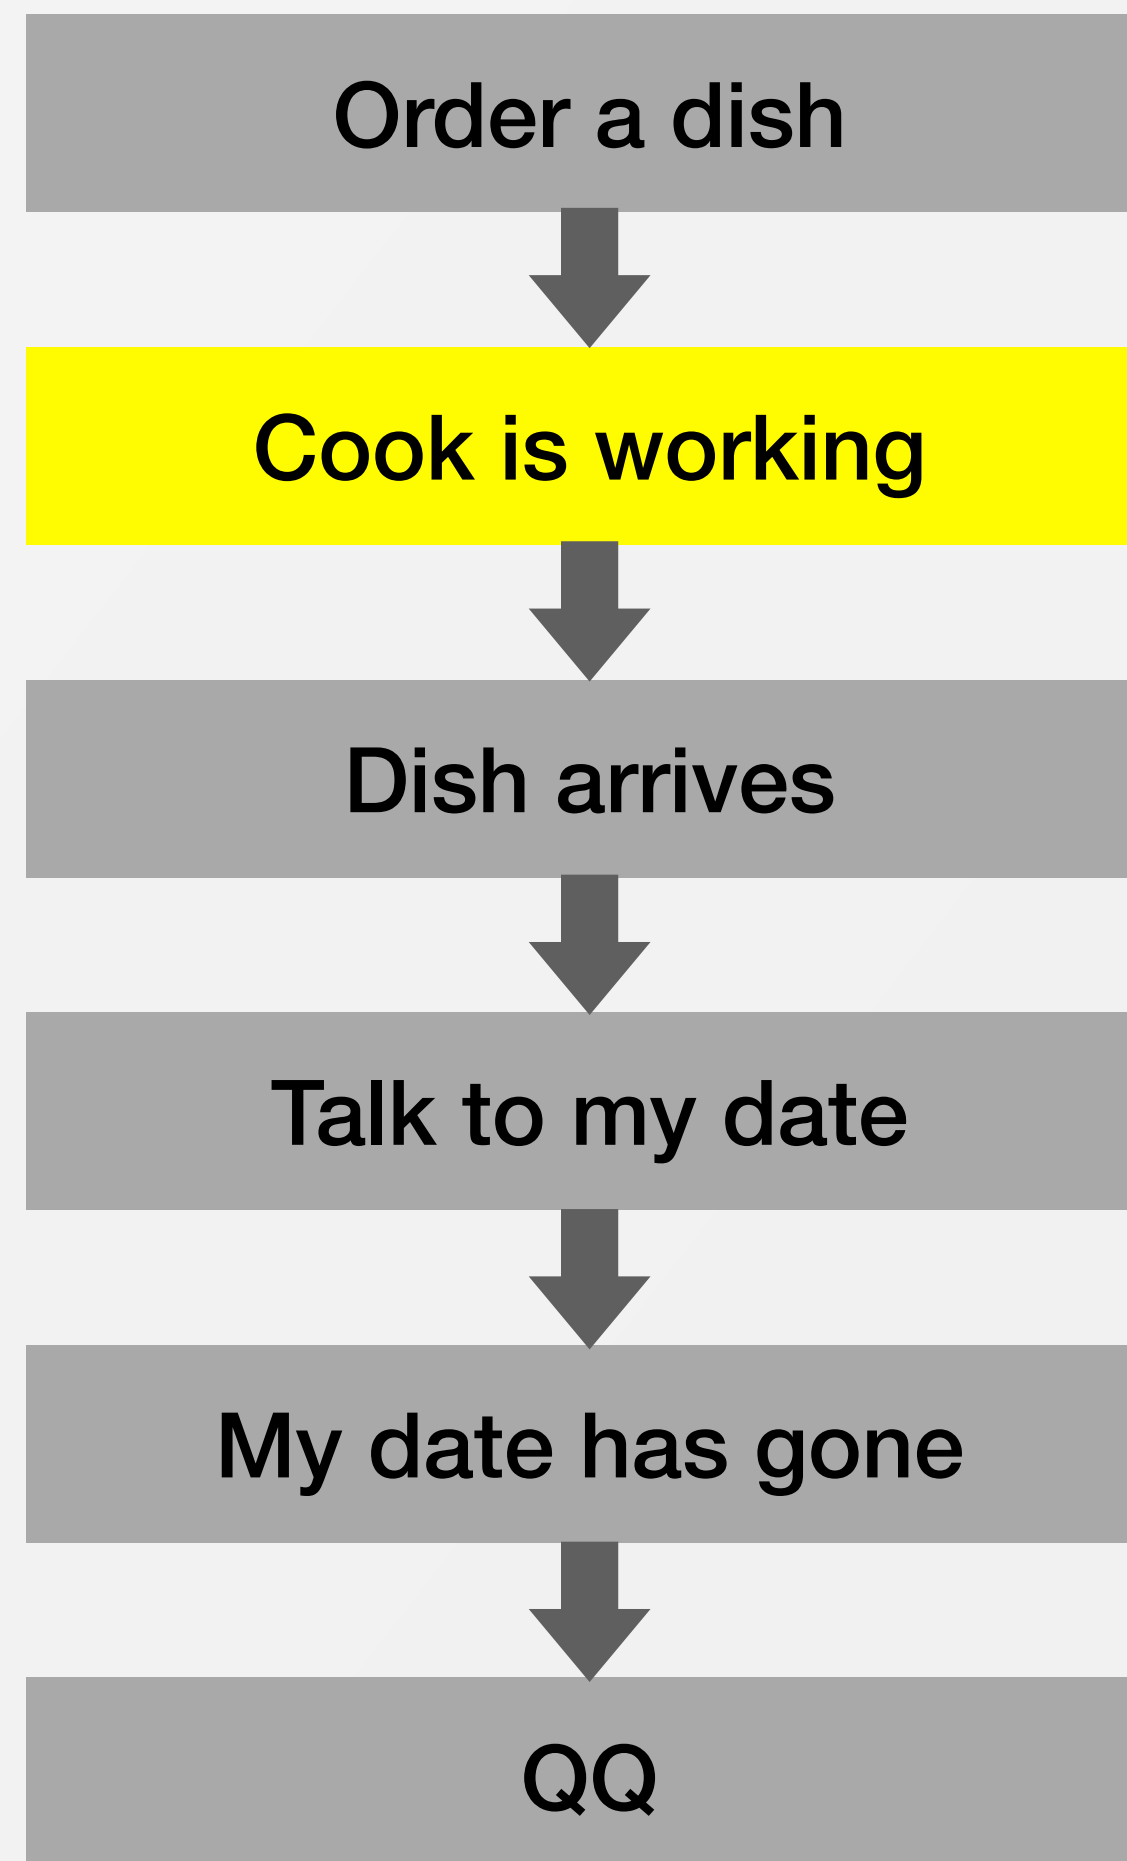 Order a dish
Cook is working
Dish arrives
Talk to my date
My date has gone
QQ